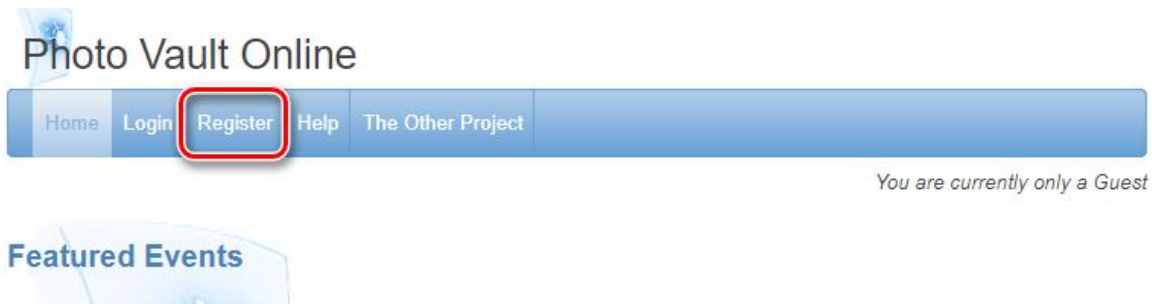 Photo Vault Online
Home Login Register Help The Other Project
You are currently only a Guest
Featured Events